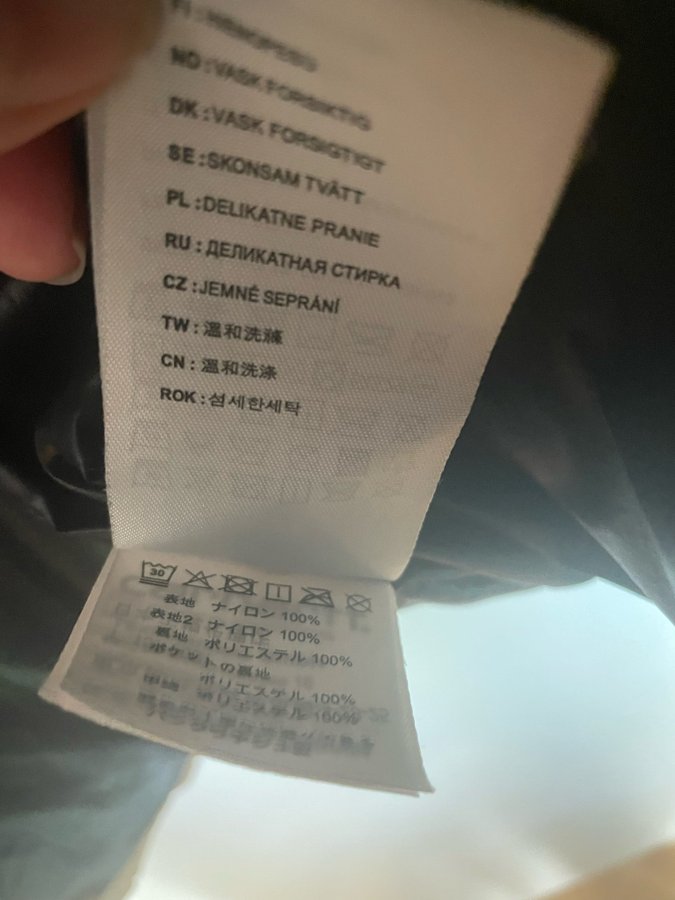 FI : HIENOPESU
NO :VASK FORSIKTIG
DK :VASK FORSIGTIGT
SE :SKONSAM TVÄTT
PL :DELIKATNE PRANIE
RU : ДЕЛИКАТНАЯ СТИРКА
CZ :JEMNÉ SEPRÁNÍ
TW : 溫和洗滌
CN : 溫和洗涤
ROK :섬세한세탁
30
表地 ナイロン 100%
表地2 ナイロン 100%
裏地 ポリエステル 100%
ポケットの裏地
ポリエステル 100%
ポリエステル 100%